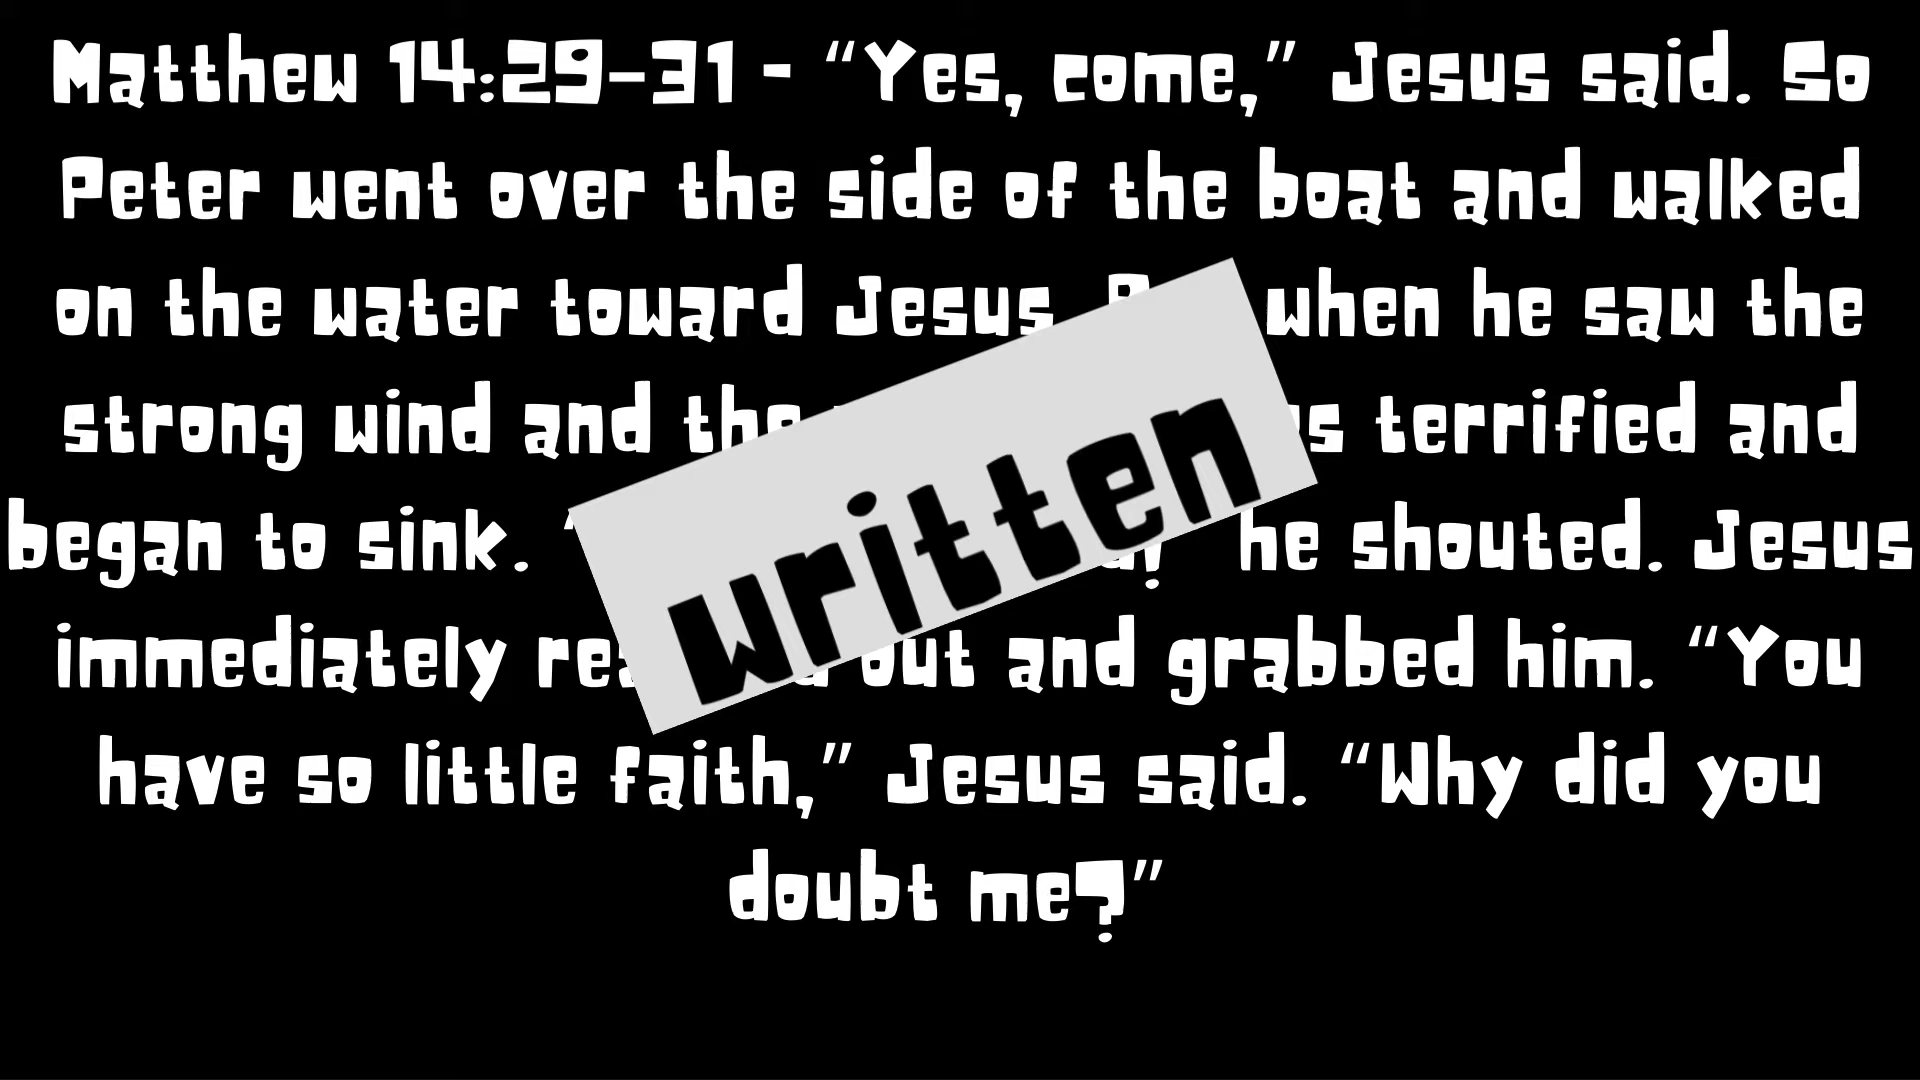 Matthew 14:29–31 - “Yes, come,” Jesus said. So
Peter went over the side of the boat and walked
on the water toward Jesus. when he saw the
strong wind and the terrified and
began to sink. he shouted. Jesus
immediately out and grabbed him. “You
have so little faith,” Jesus said. “Why did you
doubt me?”
written